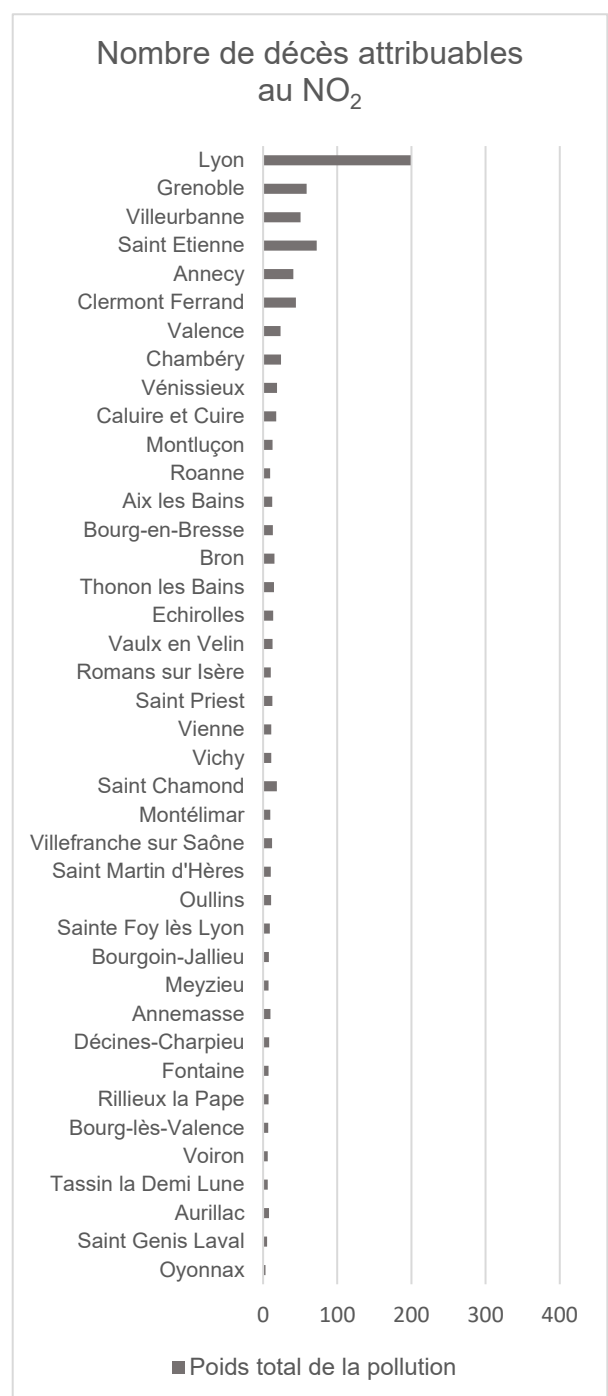 Nombre de décès attribuables
au NO₂
Lyon
Grenoble
Villeurbanne
Saint Etienne
Annecy
Clermont Ferrand
Valence
Chambéry
Vénissieux
Caluire et Cuire
Montluçon
Roanne
Aix les Bains
Bourg-en-Bresse
Bron
Thonon les Bains
Echirolles
Vaulx en Velin
Romans sur Isère
Saint Priest
Vienne
Vichy
Saint Chamond
Montélimar
Villefranche sur Saône
Saint Martin d'Hères
Oullins
Sainte Foy lès Lyon
Bourgoin-Jallieu
Meyzieu
Annemasse
Décines-Charpieu
Fontaine
Rillieux la Pape
Bourg-lès-Valence
Voiron
Tassin la Demi Lune
Aurillac
Saint Genis Laval
Oyonnax
0 100 200 300 400
Poids total de la pollution